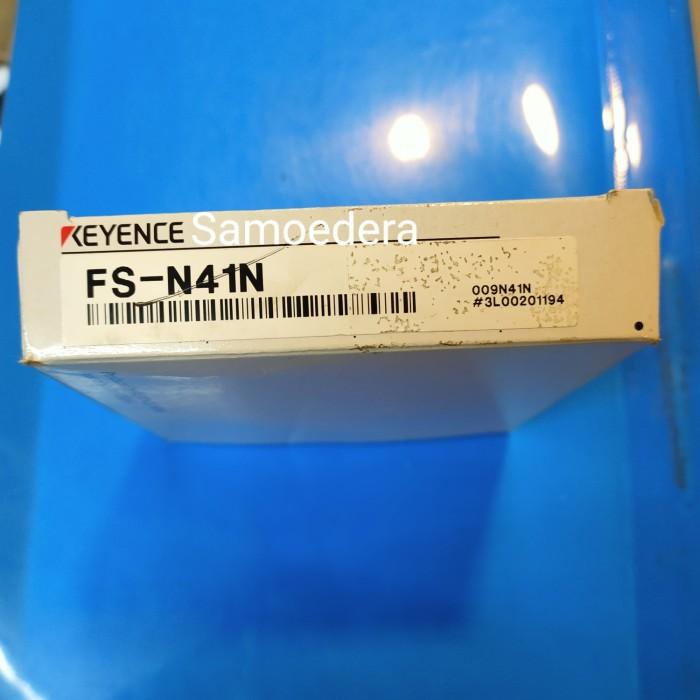 KEYENCE Samoedera
FS-N41N
009N41N
#3L00201194